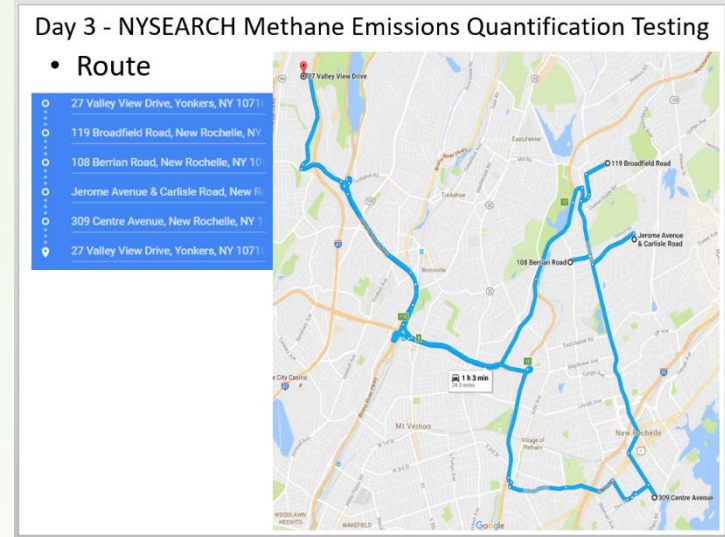 Day 3 - NYSEARCH Methane Emissions Quantification Testing
• Route
27 Valley View Drive, Yonkers, NY 1071
119 Broadfield Road, New Rochelle, NY
108 Berrian Road, New Rochelle, NY 10
Jerome Avenue & Carlisle Road, New
309 Centre Avenue, New Rochelle, NY 1
27 Valley View Drive, Yonkers, NY 1071
27 Valley View Drive
Eastchester
119 Broadfield Road
Tuckahoe
Jerome Avenue
& Carlisle Road
108 Berrian Road
Bronxville
1 h 3 min
Mt Vernon
New Rochelle
Village of
Pelham
309 Centre Avenue
WOODLAWN
HEIGHTS
WAKEFIELD
Google